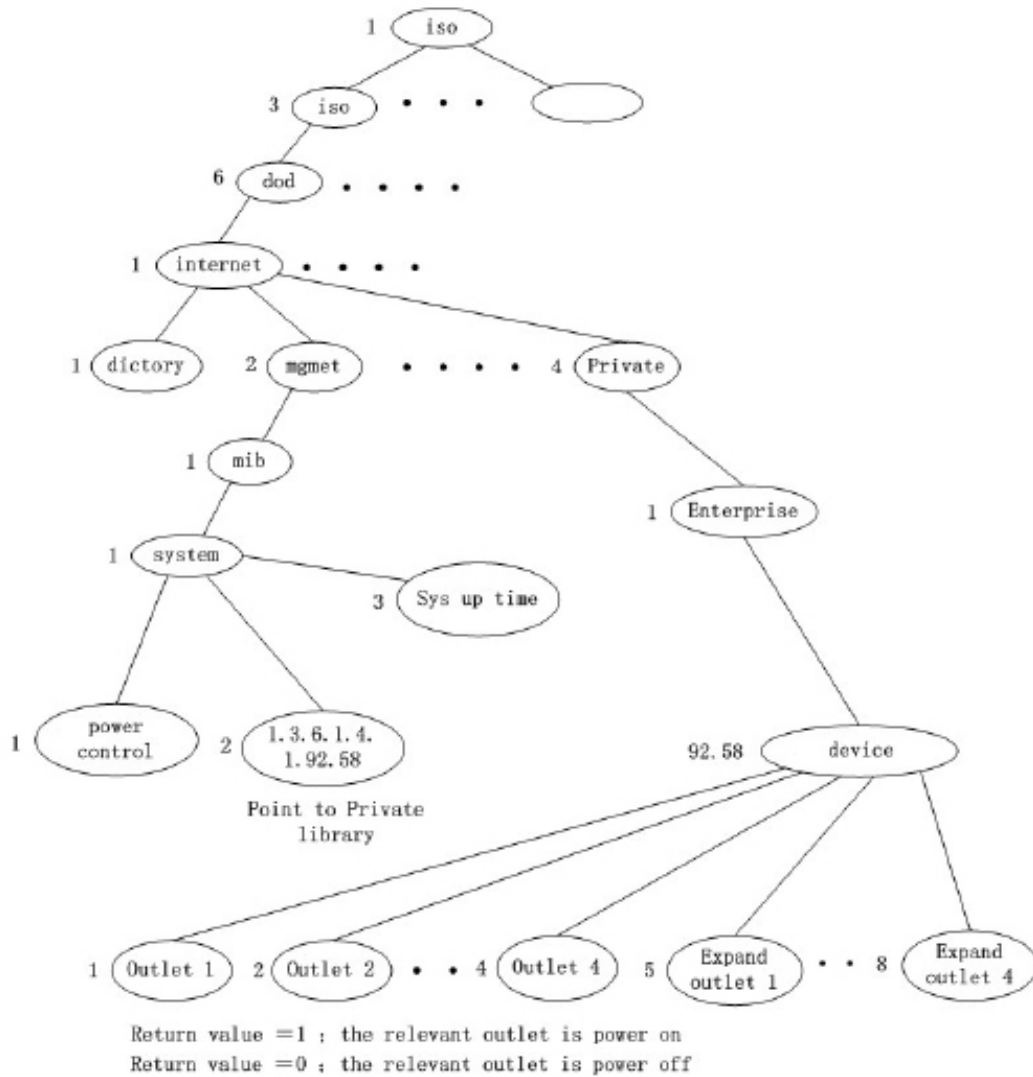 1 iso
3 iso • • •
6 dod • • • •
1 internet • • • •
1 dictory 2 mgmet • • • • 4 Private
1 mib
1 Enterprise
1 system
3 Sys up time
1 power
control
2 1.3.6.1.4.
1.92.58
92.58 device
Point to Private
library
1 Outlet 1 2 Outlet 2 • • 4 Outlet 4 5 Expand
outlet 1 • • 8 Expand
outlet 4
Return value =1 ; the relevant outlet is power on
Return value =0 ; the relevant outlet is power off